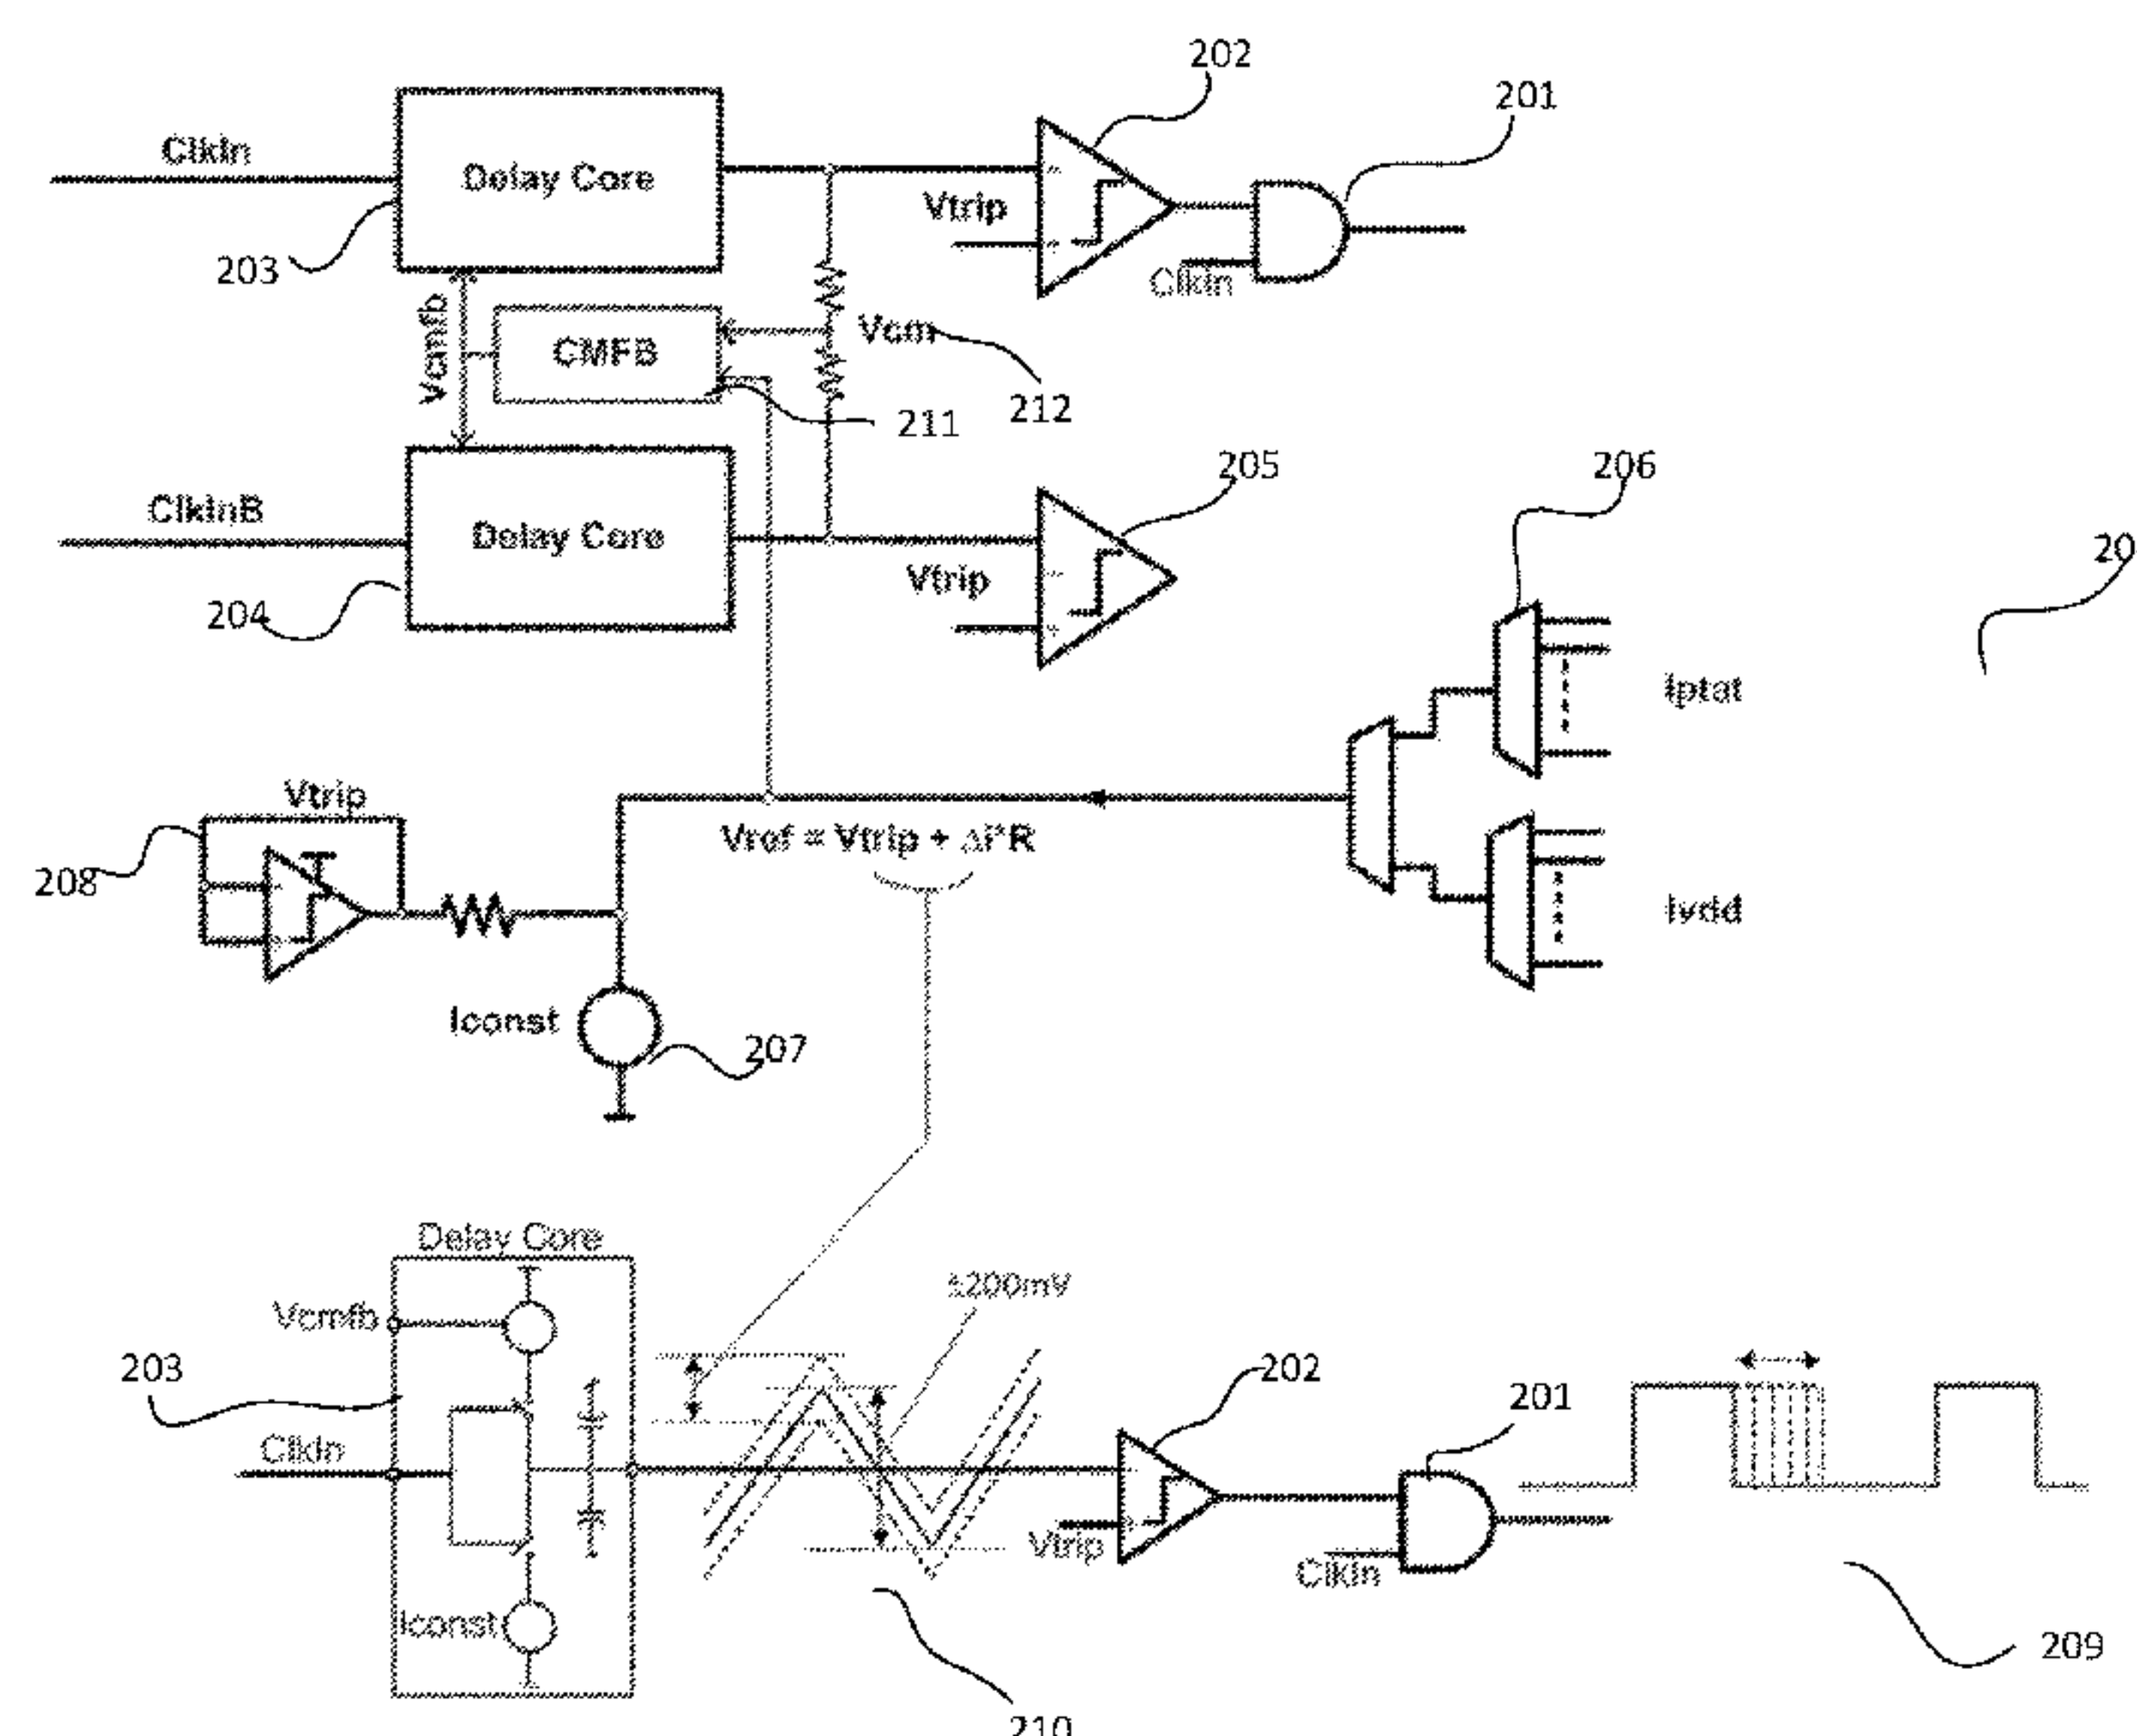 202
201
ClkIn
Delay Core
Vtrip
203
ClkIn
Vcmfb
CMFB
Vcm
212
211
205
206
ClkInB
Delay Core
20
Vtrip
204
Iptat
Vtrip
Vref = Vtrip + Δi*R
208
Ivdd
Iconst
207
Delay Core
±200mV
Vcmfb
203
202
201
ClkIn
Vtrip
ClkIn
Iconst
209
210